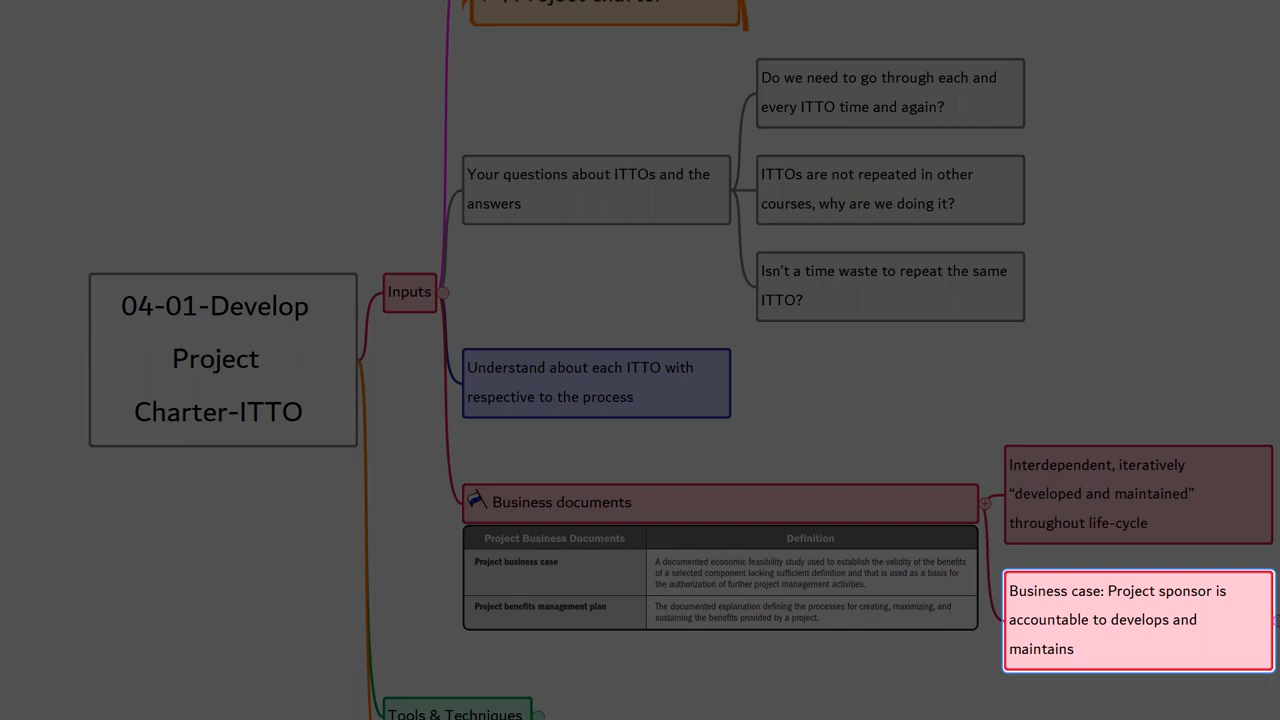 Project charter
Do we need to go through each and
every ITTO time and again?
Your questions about ITTOs and the
answers
ITTOs are not repeated in other
courses, why are we doing it?
Isn't a time waste to repeat the same
ITTO?
04-01-Develop
Project
Charter-ITTO
Inputs
Understand about each ITTO with
respective to the process
Business documents
Project Business Documents Definition
Project business case
A documented economic feasibility study used to establish the validity of the benefits
of a selected component lacking sufficient definition and that is used as a basis for
the authorization of further project management activities.
Project benefits management plan
The documented explanation defining the processes for creating, maximizing, and
sustaining the benefits provided by a project.
Interdependent, iteratively
“developed and maintained”
throughout life-cycle
Business case: Project sponsor is
accountable to develops and
maintains
Tools & Techniques